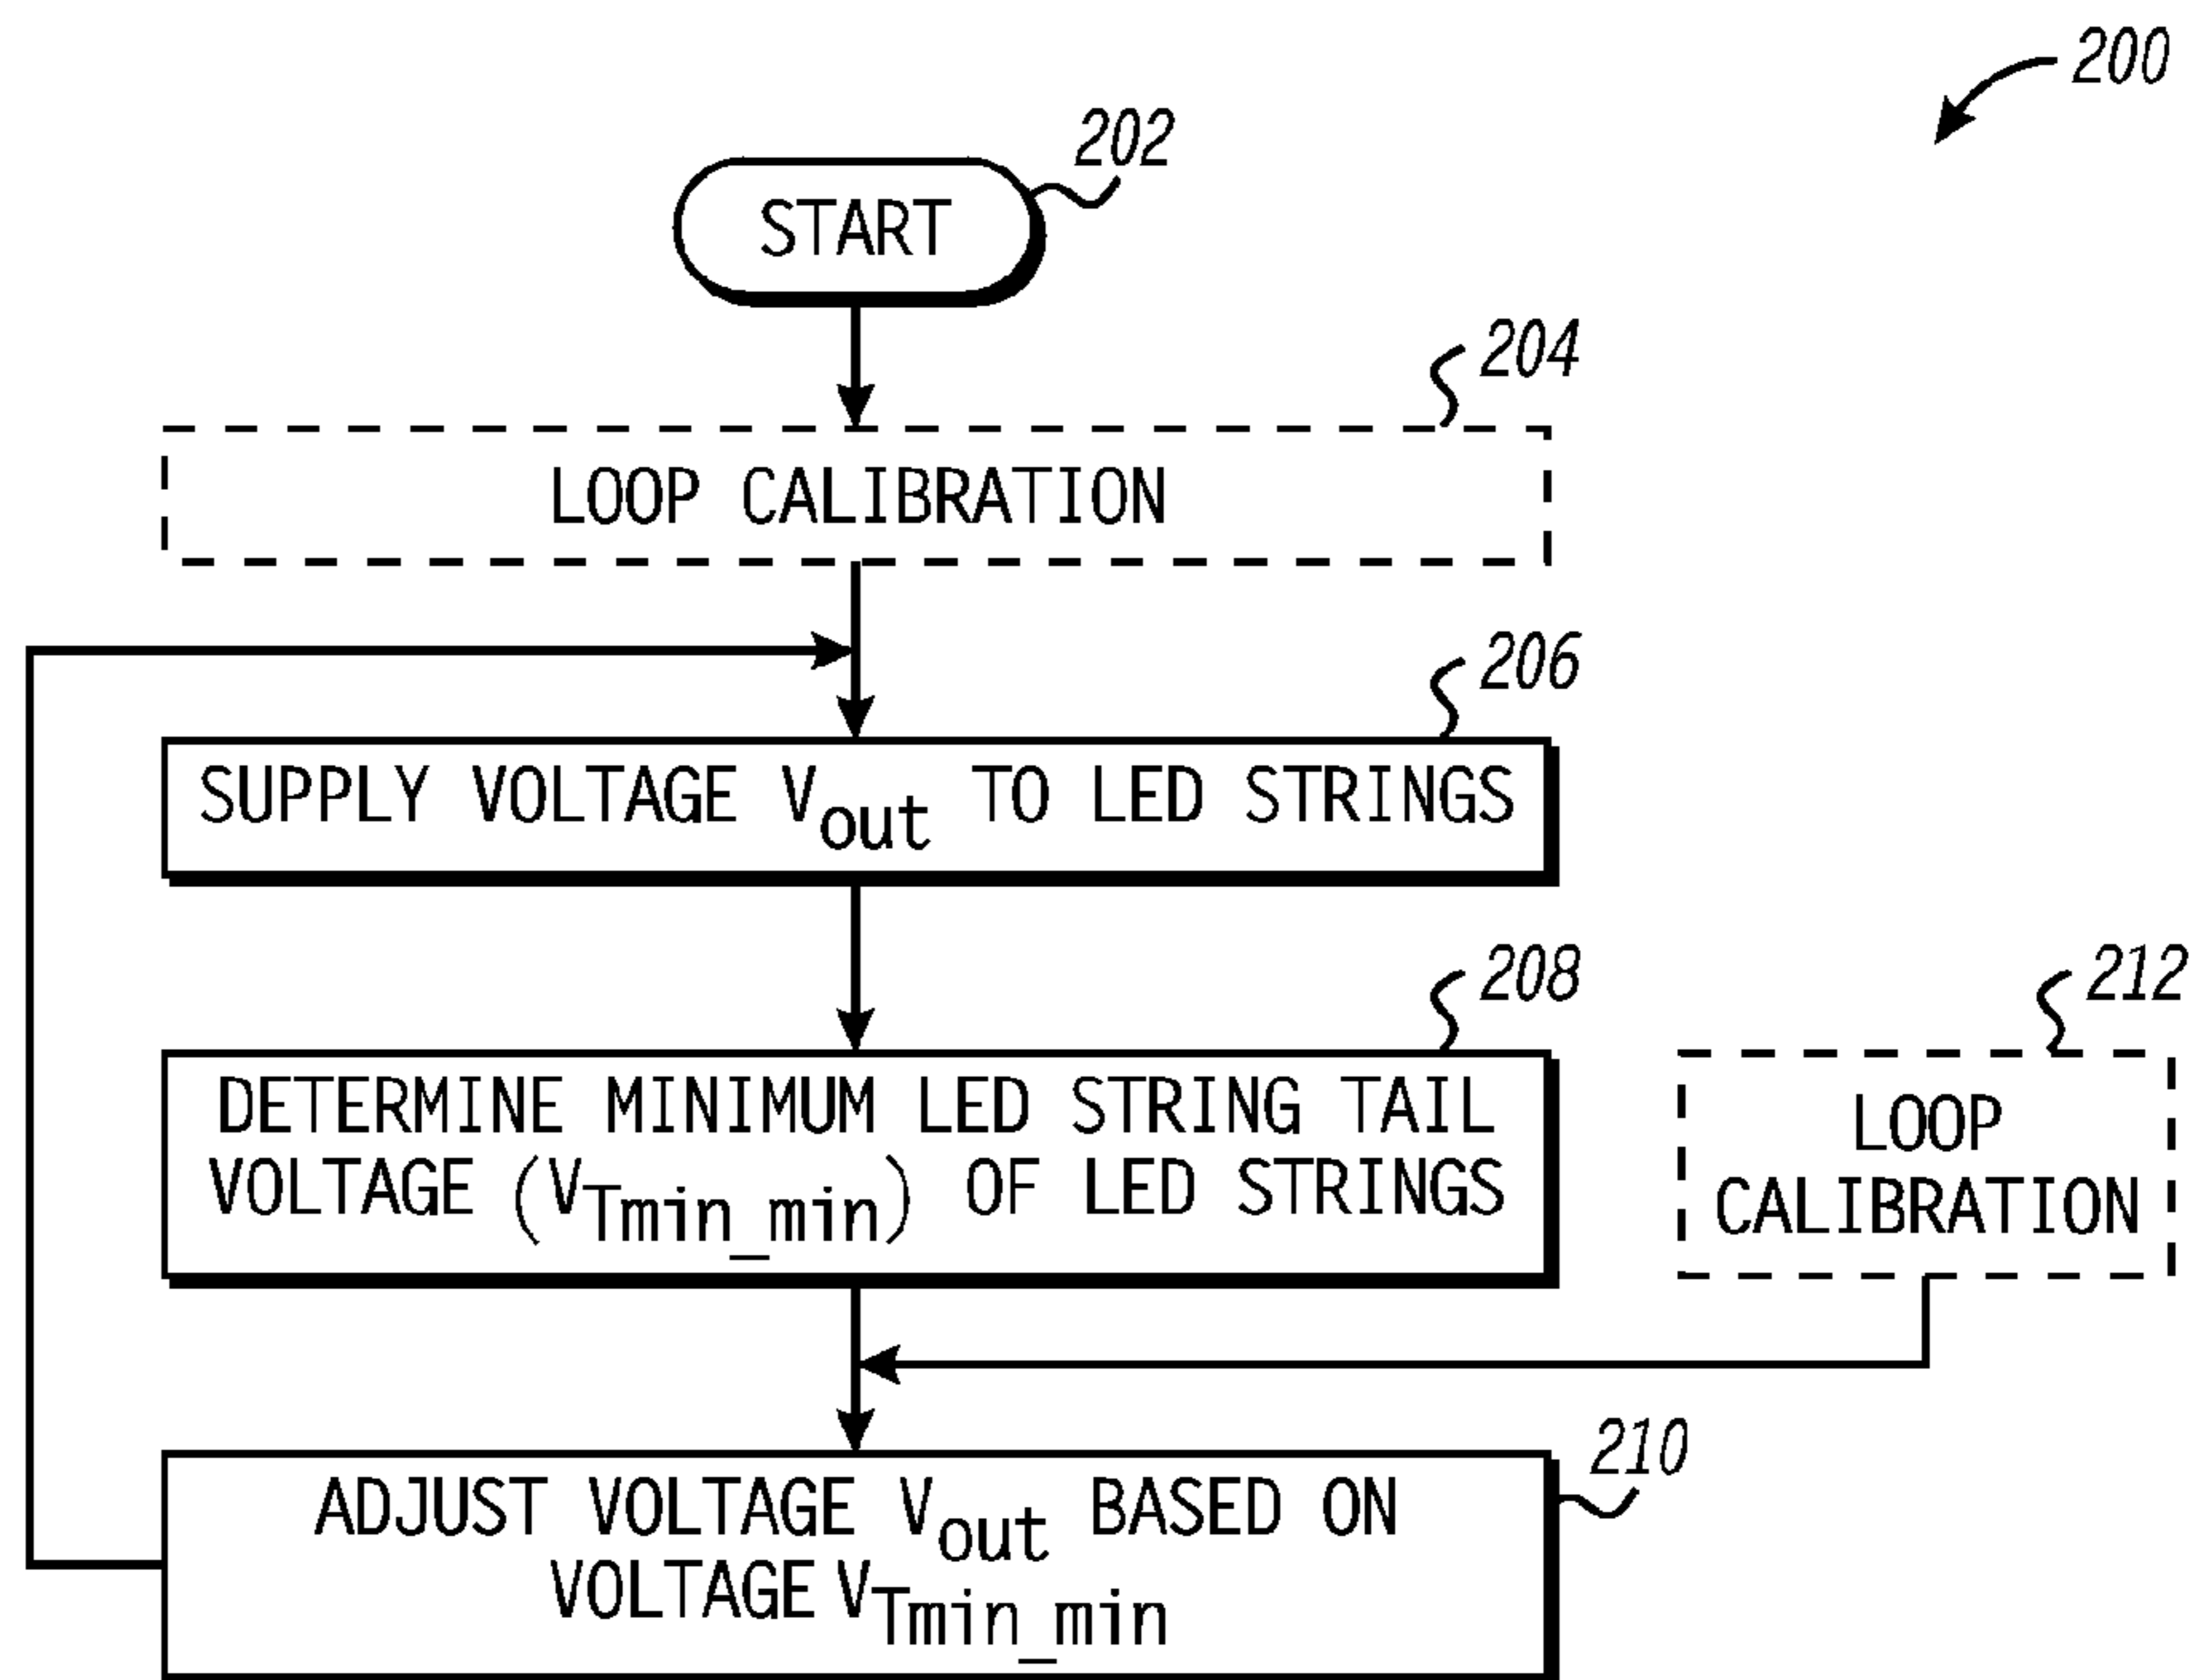 200
202
START
204
LOOP CALIBRATION
206
SUPPLY VOLTAGE Vout TO LED STRINGS
208
DETERMINE MINIMUM LED STRING TAIL
VOLTAGE (VTmin_min) OF LED STRINGS
212
LOOP
CALIBRATION
210
ADJUST VOLTAGE Vout BASED ON
VOLTAGE VTmin_min